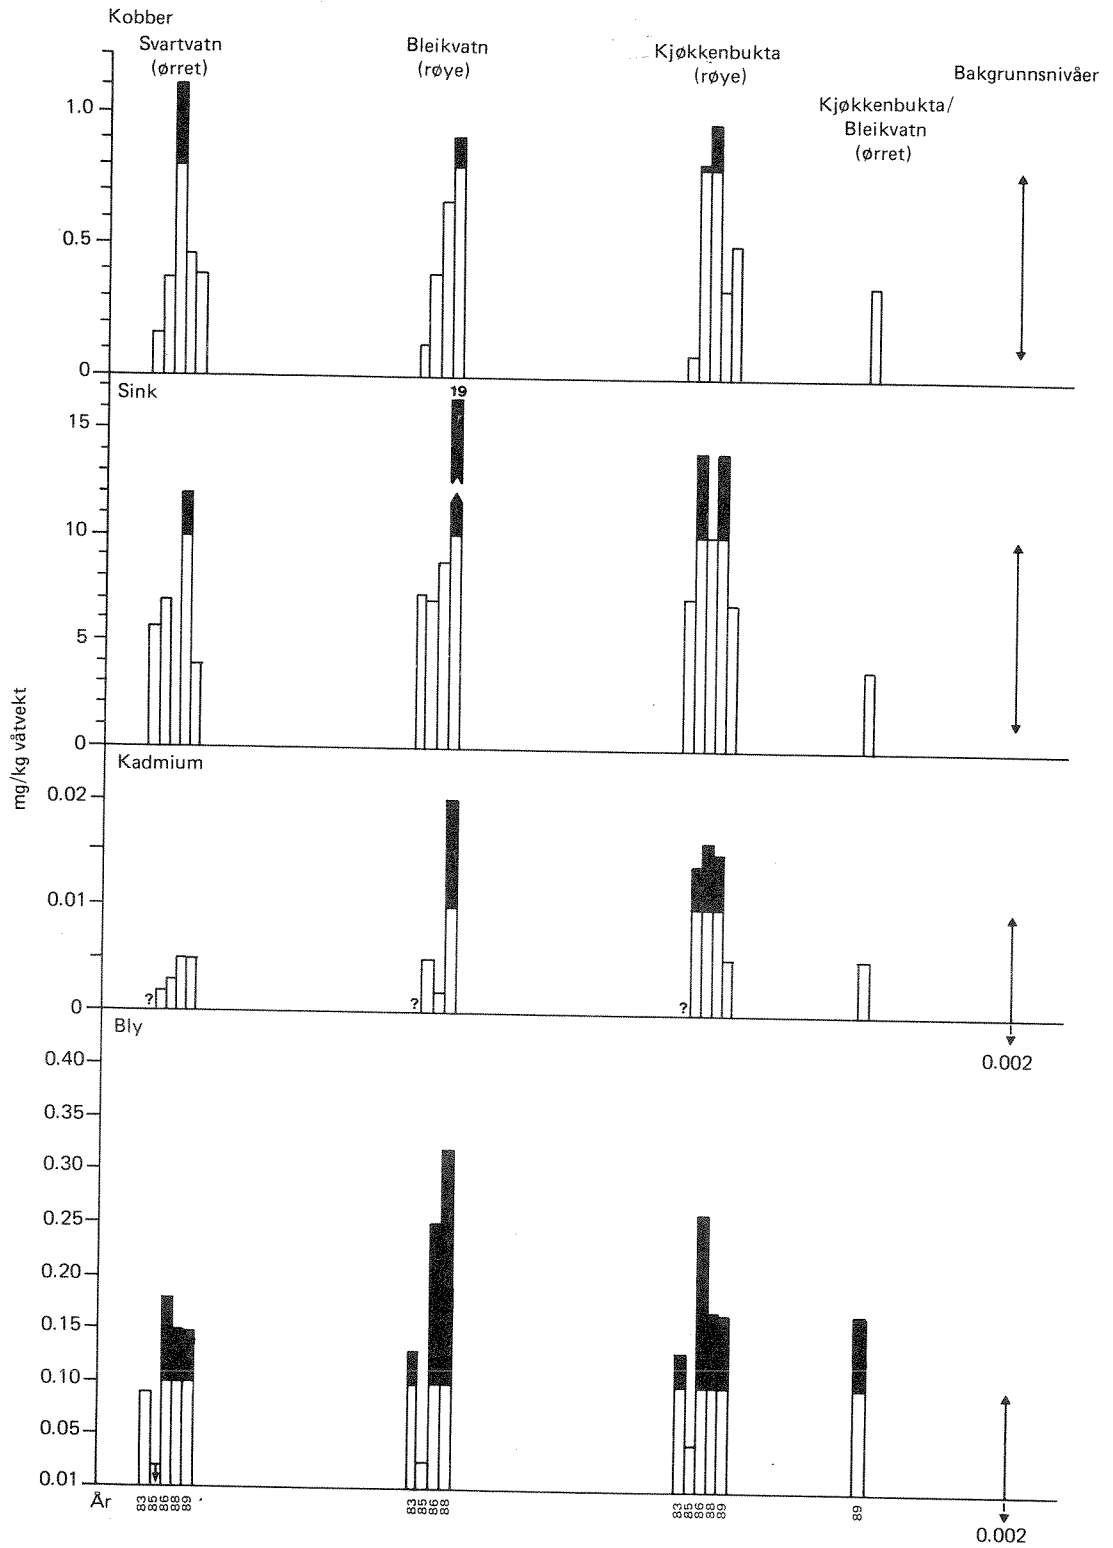 Kobber
Svartvatn
(ørret)
Bleikvatn
(røye)
Kjøkkenbukta
(røye)
Kjøkkenbukta/
Bleikvatn
(ørret)
Bakgrunnsnivåer
1.0
0.5
0
Sink
19
15
10
5
0
mg/kg våtvekt
Kadmium
0.02
0.01
0
? ? ?
0.002
Bly
0.40
0.35
0.30
0.25
0.20
0.15
0.10
0.05
0.01
År
83 85 86 88 89
83 85 86 88
83 85 86 88 89
89
0.002